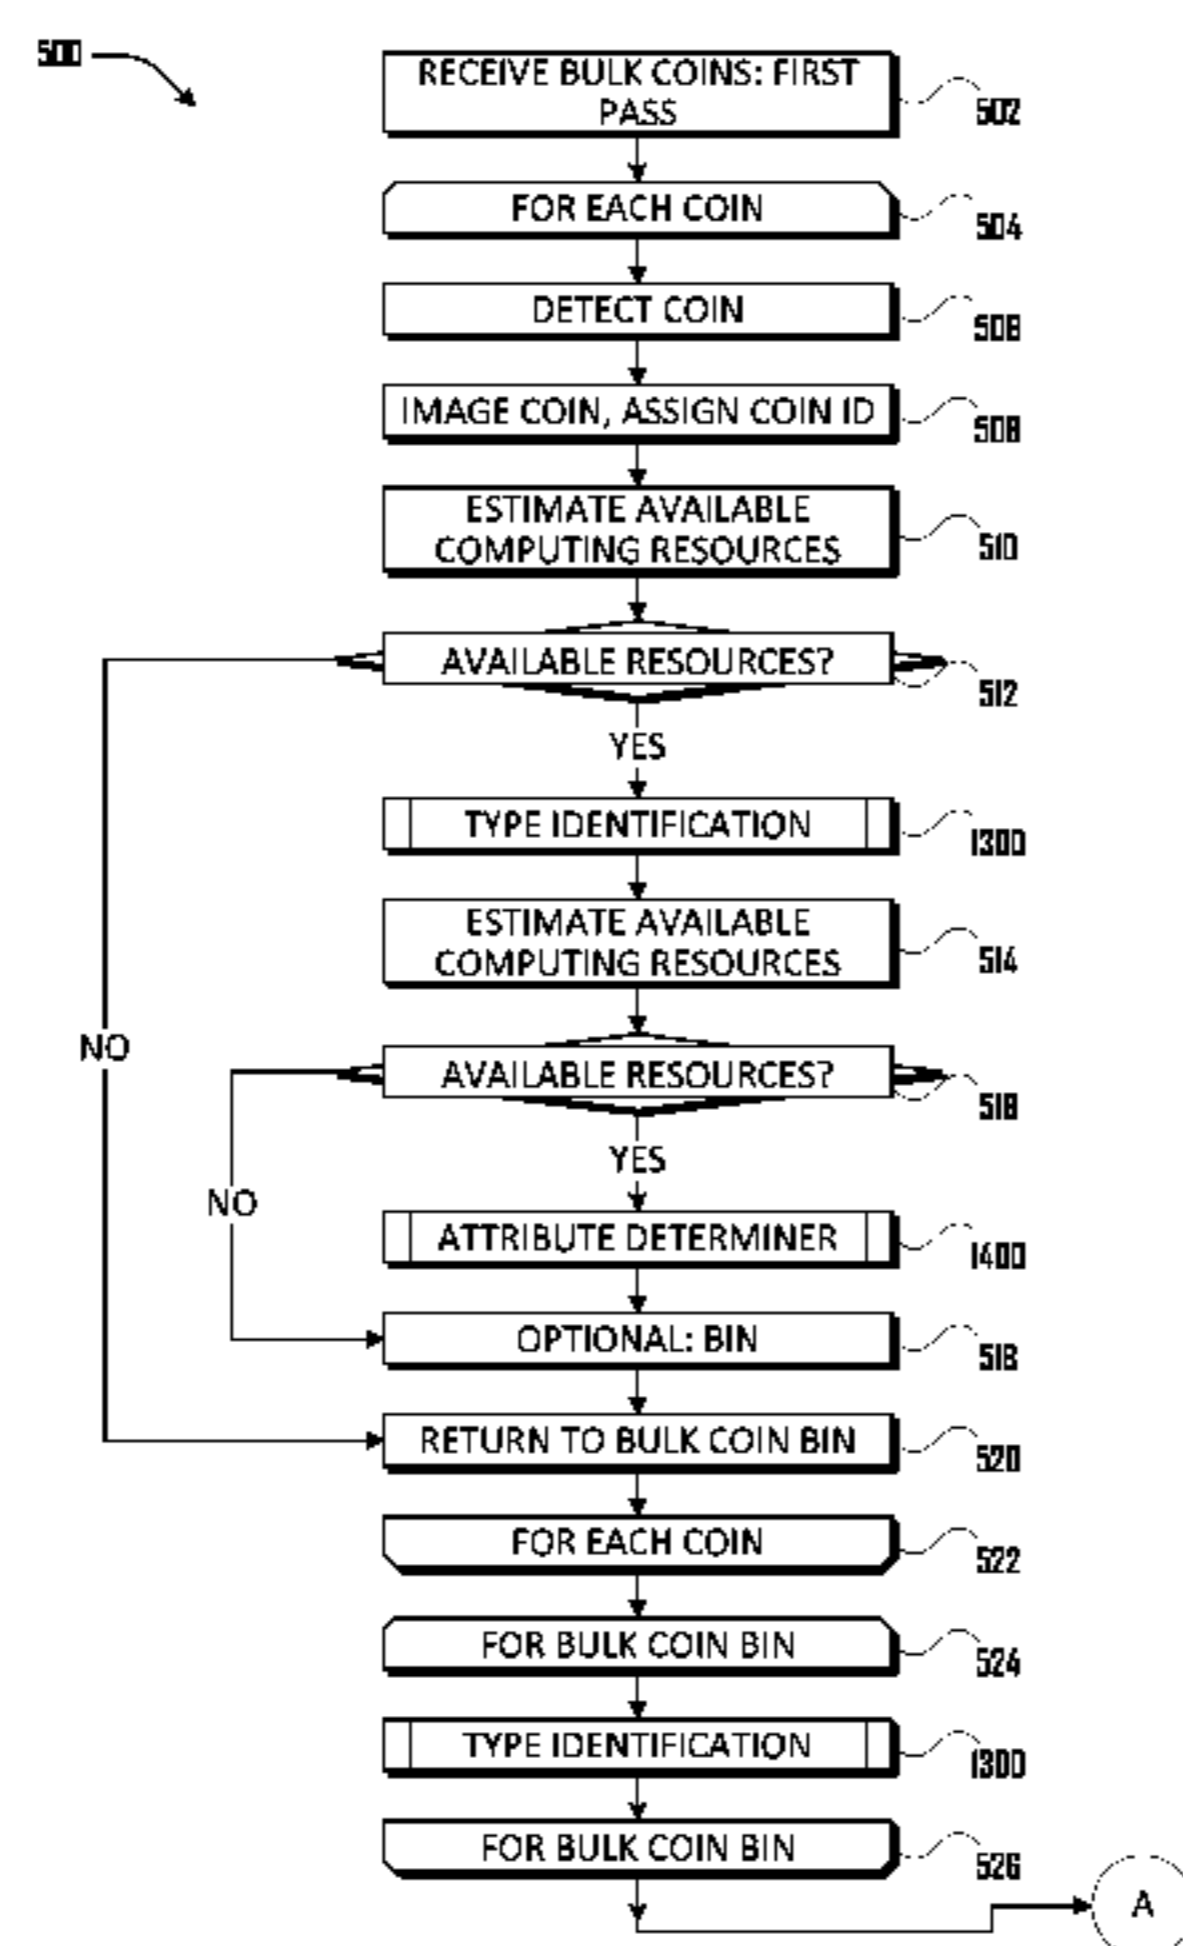 500
RECEIVE BULK COINS: FIRST
PASS
502
FOR EACH COIN
504
DETECT COIN
508
IMAGE COIN, ASSIGN COIN ID
508
ESTIMATE AVAILABLE
COMPUTING RESOURCES
510
AVAILABLE RESOURCES?
512
YES
TYPE IDENTIFICATION
1300
ESTIMATE AVAILABLE
COMPUTING RESOURCES
514
NO
AVAILABLE RESOURCES?
518
YES
NO
ATTRIBUTE DETERMINER
1400
OPTIONAL: BIN
518
RETURN TO BULK COIN BIN
520
FOR EACH COIN
522
FOR BULK COIN BIN
524
TYPE IDENTIFICATION
1300
FOR BULK COIN BIN
526
A